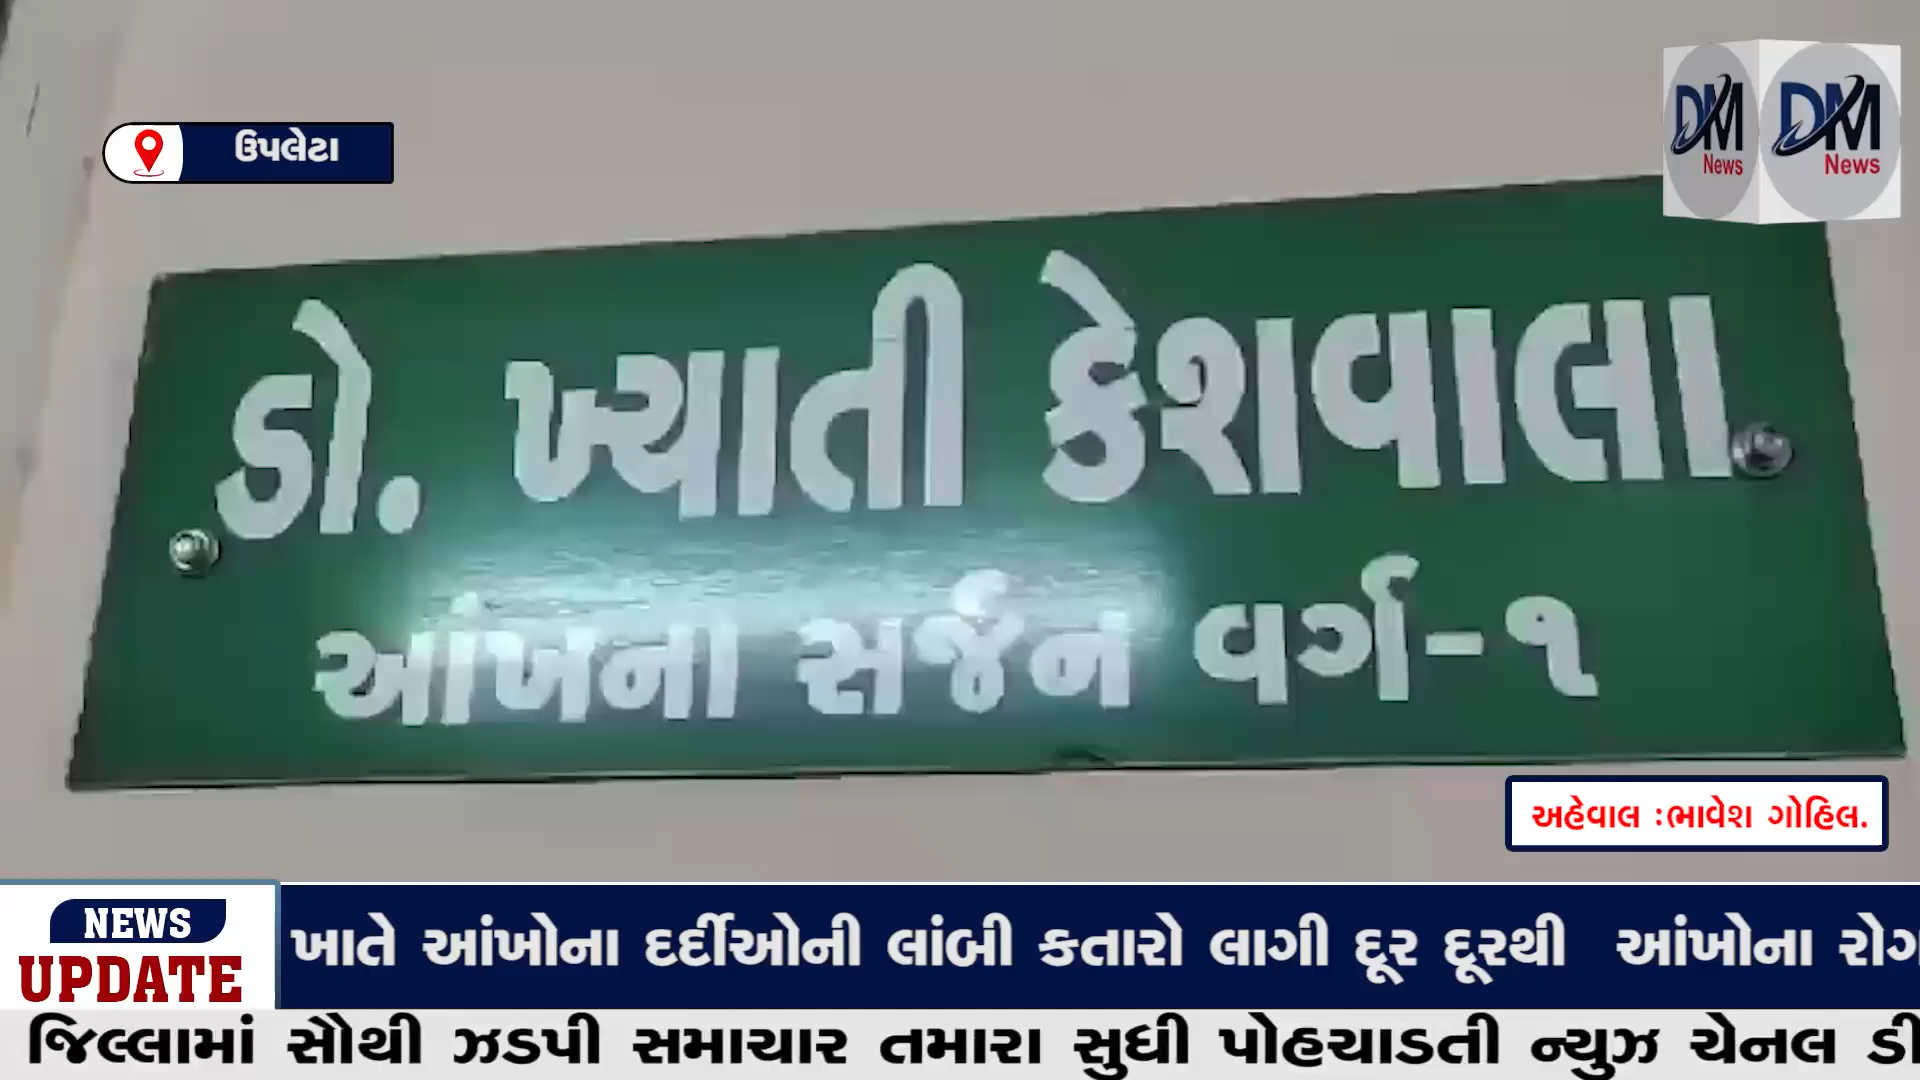 ઉપલેટા
DM News
DM News
ડો. ખ્યાતી કેશવાલા
આંખના સર્જન વર્ગ-૧
અહેવાલ :ભાવેશ ગોહિલ.
NEWS
UPDATE
ખાતે આંખોના દર્દીઓની લાંબી કતારો લાગી દૂર દૂરથી આંખોના રોગ
જિલ્લામાં સૌથી ઝડપી સમાચાર તમારા સુધી પોહચાડતી ન્યુઝ ચેનલ ડી